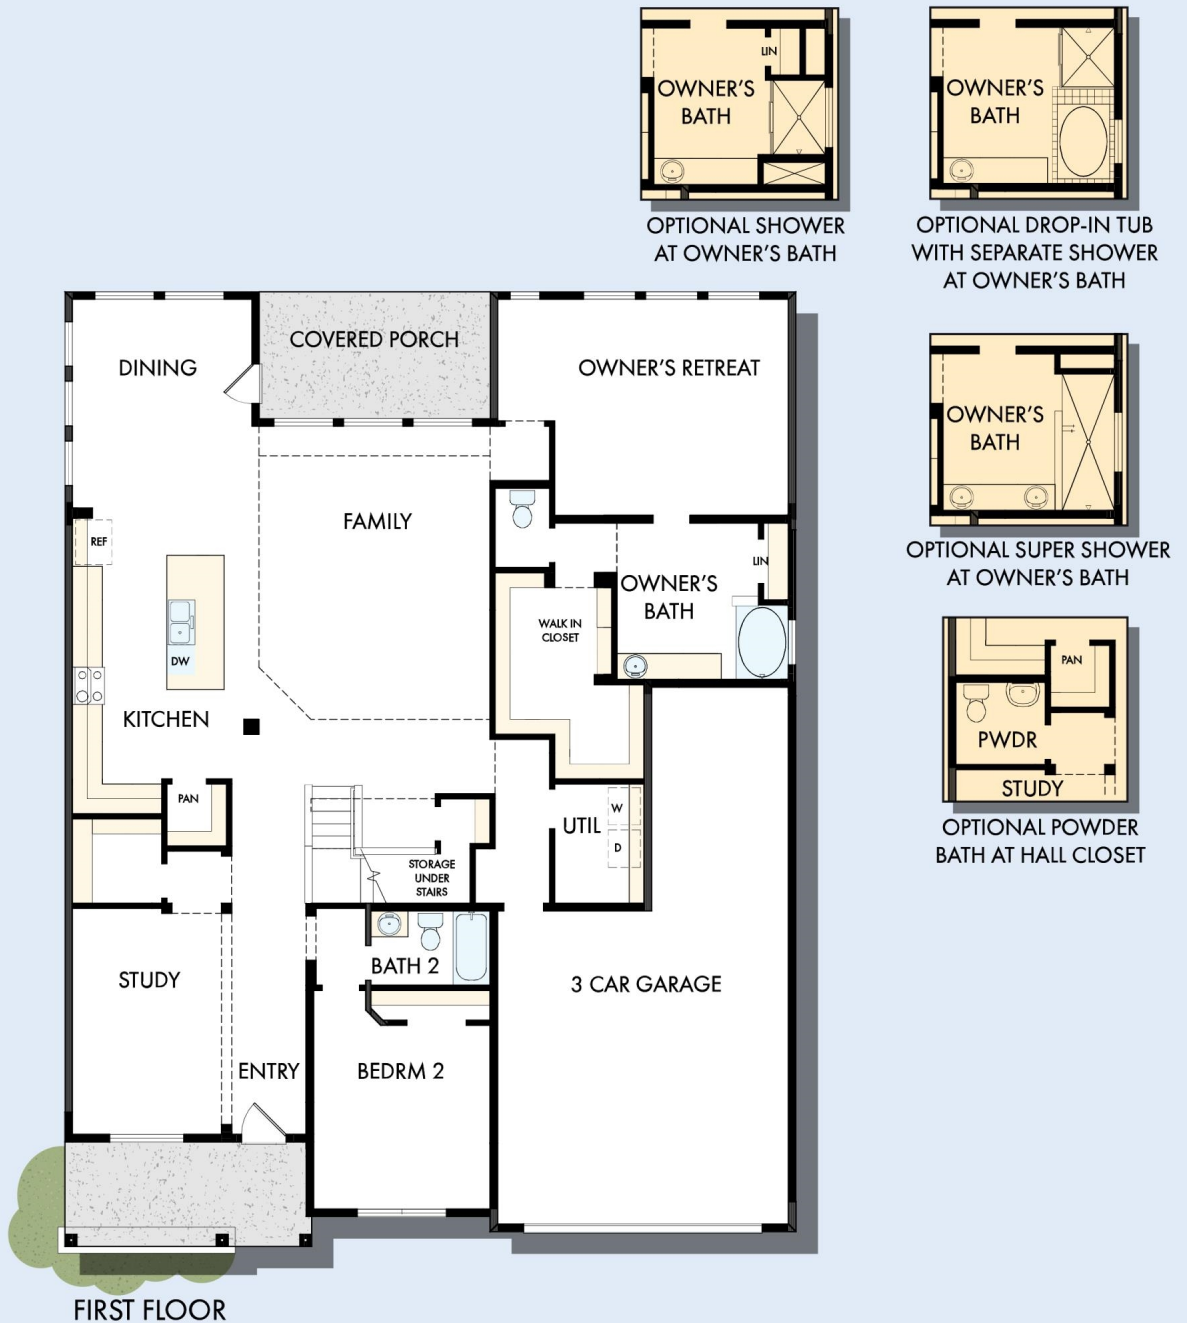 OWNER'S
BATH
LIN
OPTIONAL SHOWER
AT OWNER'S BATH
OWNER'S
BATH
OPTIONAL DROP-IN TUB
WITH SEPARATE SHOWER
AT OWNER'S BATH
OWNER'S
BATH
OPTIONAL SUPER SHOWER
AT OWNER'S BATH
PAN
PWDR
STUDY
OPTIONAL POWDER
BATH AT HALL CLOSET
DINING
COVERED PORCH
OWNER'S RETREAT
FAMILY
REF
LIN
OWNER'S
BATH
WALK IN
CLOSET
DW
KITCHEN
PAN
W
UTIL
D
STORAGE
UNDER
STAIRS
BATH 2
STUDY
3 CAR GARAGE
ENTRY
BEDRM 2
FIRST FLOOR